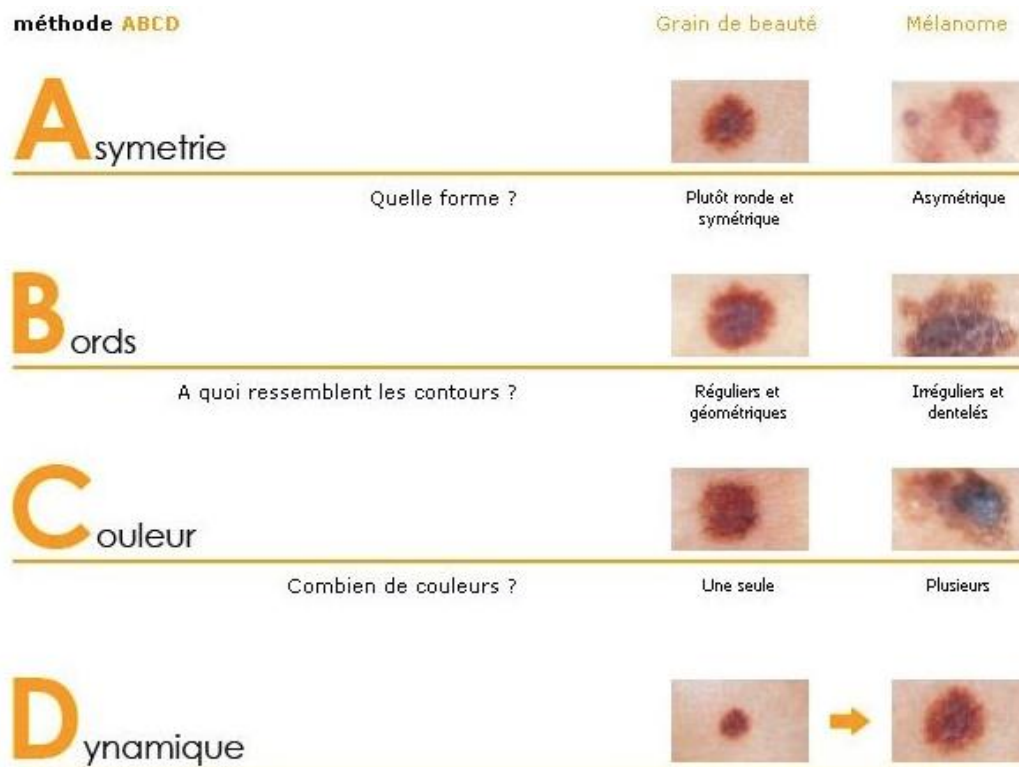 méthode ABCD
Grain de beauté
Mélanome
Asymetrie
Quelle forme ?
Plutôt ronde et
symétrique
Asymétrique
Bords
A quoi ressemblent les contours ?
Réguliers et
géométriques
Irréguliers et
dentelés
Couleur
Combien de couleurs ?
Une seule
Plusieurs
Dynamique